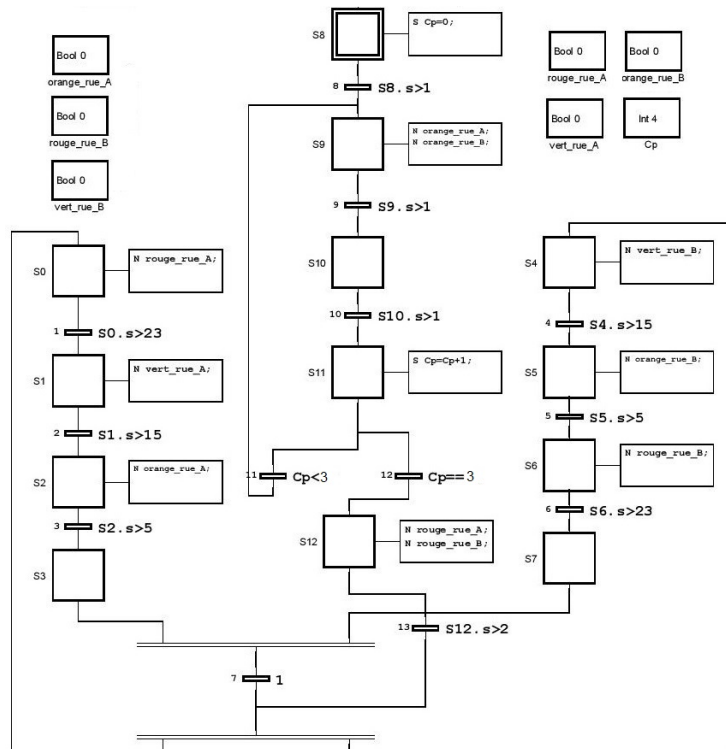 Bool 0
orange_rue_A
Bool 0
rouge_rue_B
Bool 0
vert_rue_B
S8
S Cp=0;
8
S8.s>1
S9
N orange_rue_A;
N orange_rue_B;
9
S9.s>1
S10
10
S10.s>1
S11
S Cp=Cp+1;
11
Cp<3
12
Cp==3
S12
N rouge_rue_A;
N rouge_rue_B;
13
S12.s>2
Bool 0
rouge_rue_A
Bool 0
orange_rue_B
Bool 0
vert_rue_A
Int 4
Cp
S0
N rouge_rue_A;
1
S0.s>23
S1
N vert_rue_A;
2
S1.s>15
S2
N orange_rue_A;
3
S2.s>5
S3
S4
N vert_rue_B;
4
S4.s>15
S5
N orange_rue_B;
5
S5.s>5
S6
N rouge_rue_B;
6
S6.s>23
S7
7
1